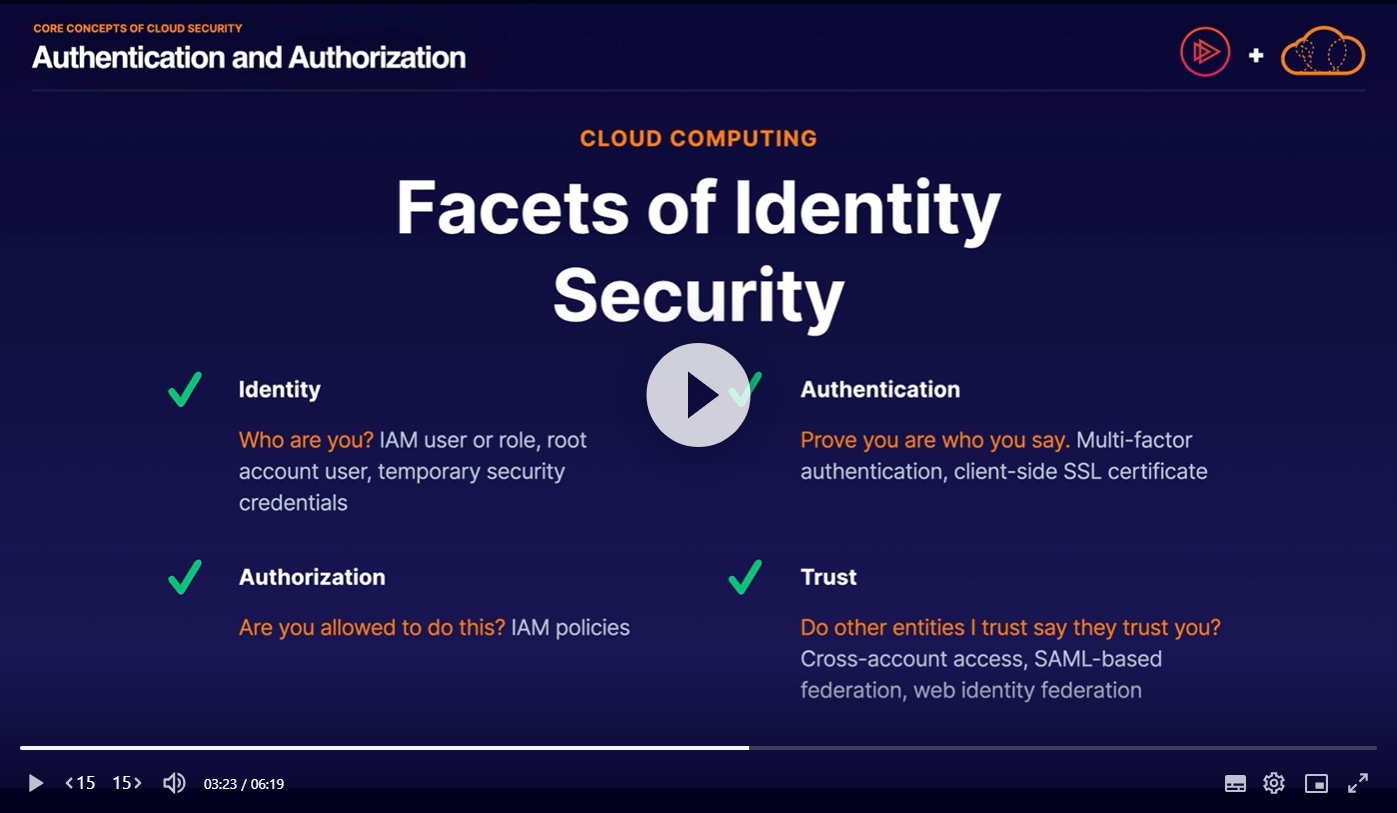 CORE CONCEPTS OF CLOUD SECURITY
Authentication and Authorization
CLOUD COMPUTING
Facets of Identity
Security
Identity
Who are you? IAM user or role, root
account user, temporary security
credentials
Authentication
Prove you are who you say. Multi-factor
authentication, client-side SSL certificate
Authorization
Are you allowed to do this? IAM policies
Trust
Do other entities I trust say they trust you?
Cross-account access, SAML-based
federation, web identity federation
<15 15> 03:23 / 06:19